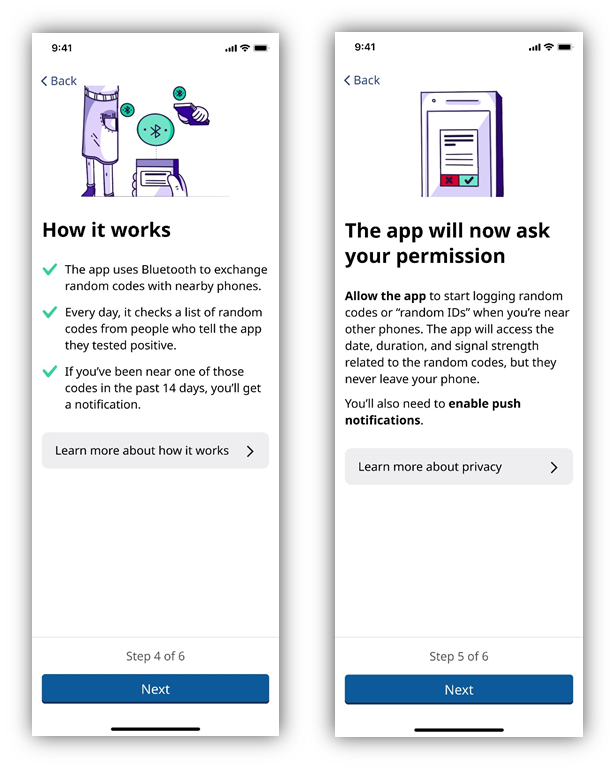 9:41
Back
How it works
The app uses Bluetooth to exchange
random codes with nearby phones.
Every day, it checks a list of random
codes from people who tell the app
they tested positive.
If you’ve been near one of those
codes in the past 14 days, you’ll get
a notification.
Learn more about how it works
Step 4 of 6
Next
9:41
Back
The app will now ask
your permission
Allow the app to start logging random
codes or “random IDs” when you’re near
other phones. The app will access the
date, duration, and signal strength
related to the random codes, but they
never leave your phone.
You’ll also need to enable push
notifications.
Learn more about privacy
Step 5 of 6
Next